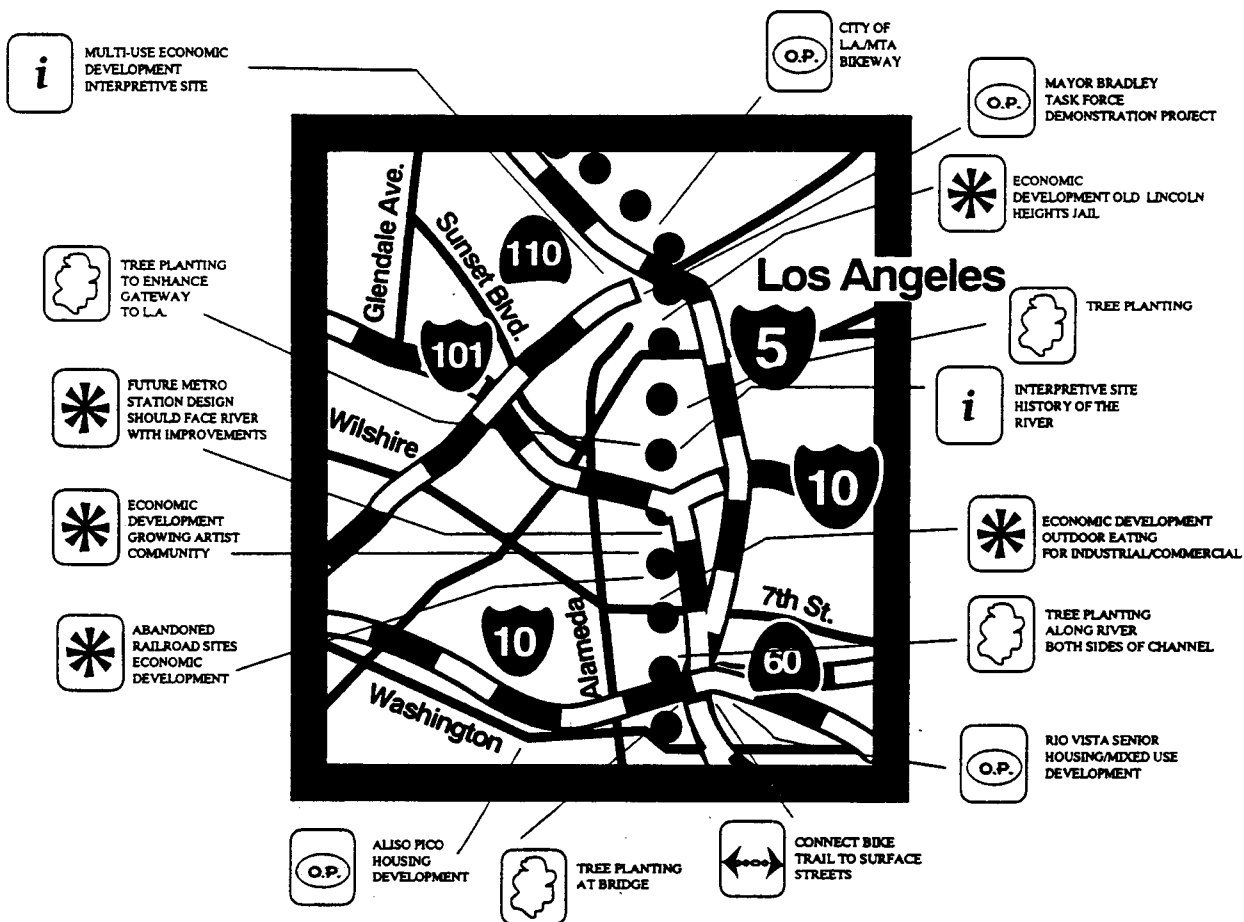 i
MULTI-USE ECONOMIC
DEVELOPMENT
INTERPRETIVE SITE
O.P.
CITY OF
L.A./MTA
BIKEWAY
O.P.
MAYOR BRADLEY
TASK FORCE
DEMONSTRATION PROJECT
ECONOMIC
DEVELOPMENT OLD LINCOLN
HEIGHTS JAIL
TREE PLANTING
TO ENHANCE
GATEWAY
TO L.A.
TREE PLANTING
FUTURE METRO
STATION DESIGN
SHOULD FACE RIVER
WITH IMPROVEMENTS
i
INTERPRETIVE SITE
HISTORY OF THE
RIVER
ECONOMIC
DEVELOPMENT
GROWING ARTIST
COMMUNITY
ECONOMIC DEVELOPMENT
OUTDOOR EATING
FOR INDUSTRIAL/COMMERCIAL
ABANDONED
RAILROAD SITES
ECONOMIC
DEVELOPMENT
TREE PLANTING
ALONG RIVER
BOTH SIDES OF CHANNEL
O.P.
RIO VISTA SENIOR
HOUSING/MIXED USE
DEVELOPMENT
O.P.
ALISO PICO
HOUSING
DEVELOPMENT
TREE PLANTING
AT BRIDGE
CONNECT BIKE
TRAIL TO SURFACE
STREETS
Glendale Ave.
Sunset Blvd.
110
Los Angeles
101
5
Wilshire
10
Alameda
7th St.
10
60
Washington